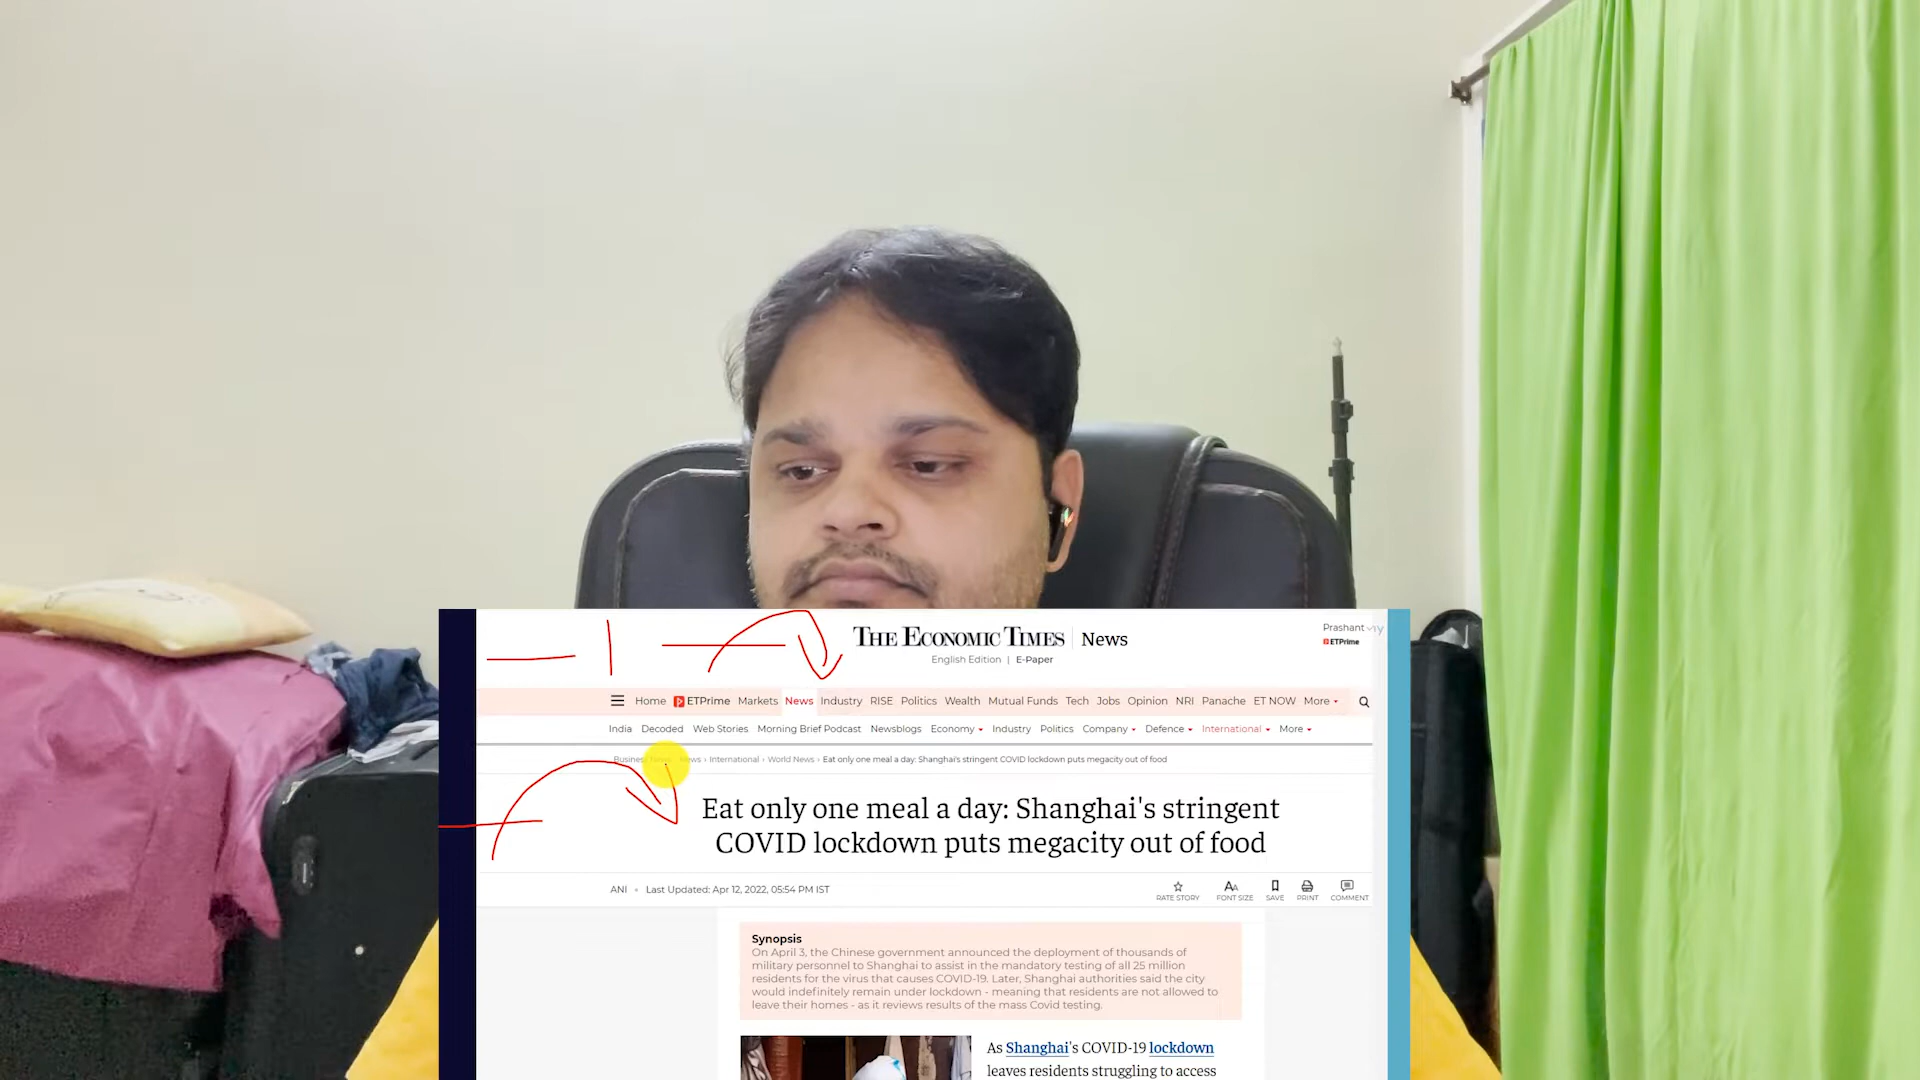 THE ECONOMIC TIMES | News
English Edition | E-Paper
Prashant
ETPrime
Home ETPrime Markets News Industry RISE Politics Wealth Mutual Funds Tech Jobs Opinion NRI Panache ET NOW More
India Decoded Web Stories Morning Brief Podcast Newsblogs Economy Industry Politics Company Defence International More
Business News › News › International › World News › Eat only one meal a day: Shanghai's stringent COVID lockdown puts megacity out of food
Eat only one meal a day: Shanghai's stringent
COVID lockdown puts megacity out of food
ANI • Last Updated: Apr 12, 2022, 05:54 PM IST
RATE STORY FONT SIZE SAVE PRINT COMMENT
Synopsis
On April 3, the Chinese government announced the deployment of thousands of
military personnel to Shanghai to assist in the mandatory testing of all 25 million
residents for the virus that causes COVID-19. Later, Shanghai authorities said the city
would indefinitely remain under lockdown - meaning that residents are not allowed to
leave their homes - as it reviews results of the mass Covid testing.
As Shanghai's COVID-19 lockdown
leaves residents struggling to access